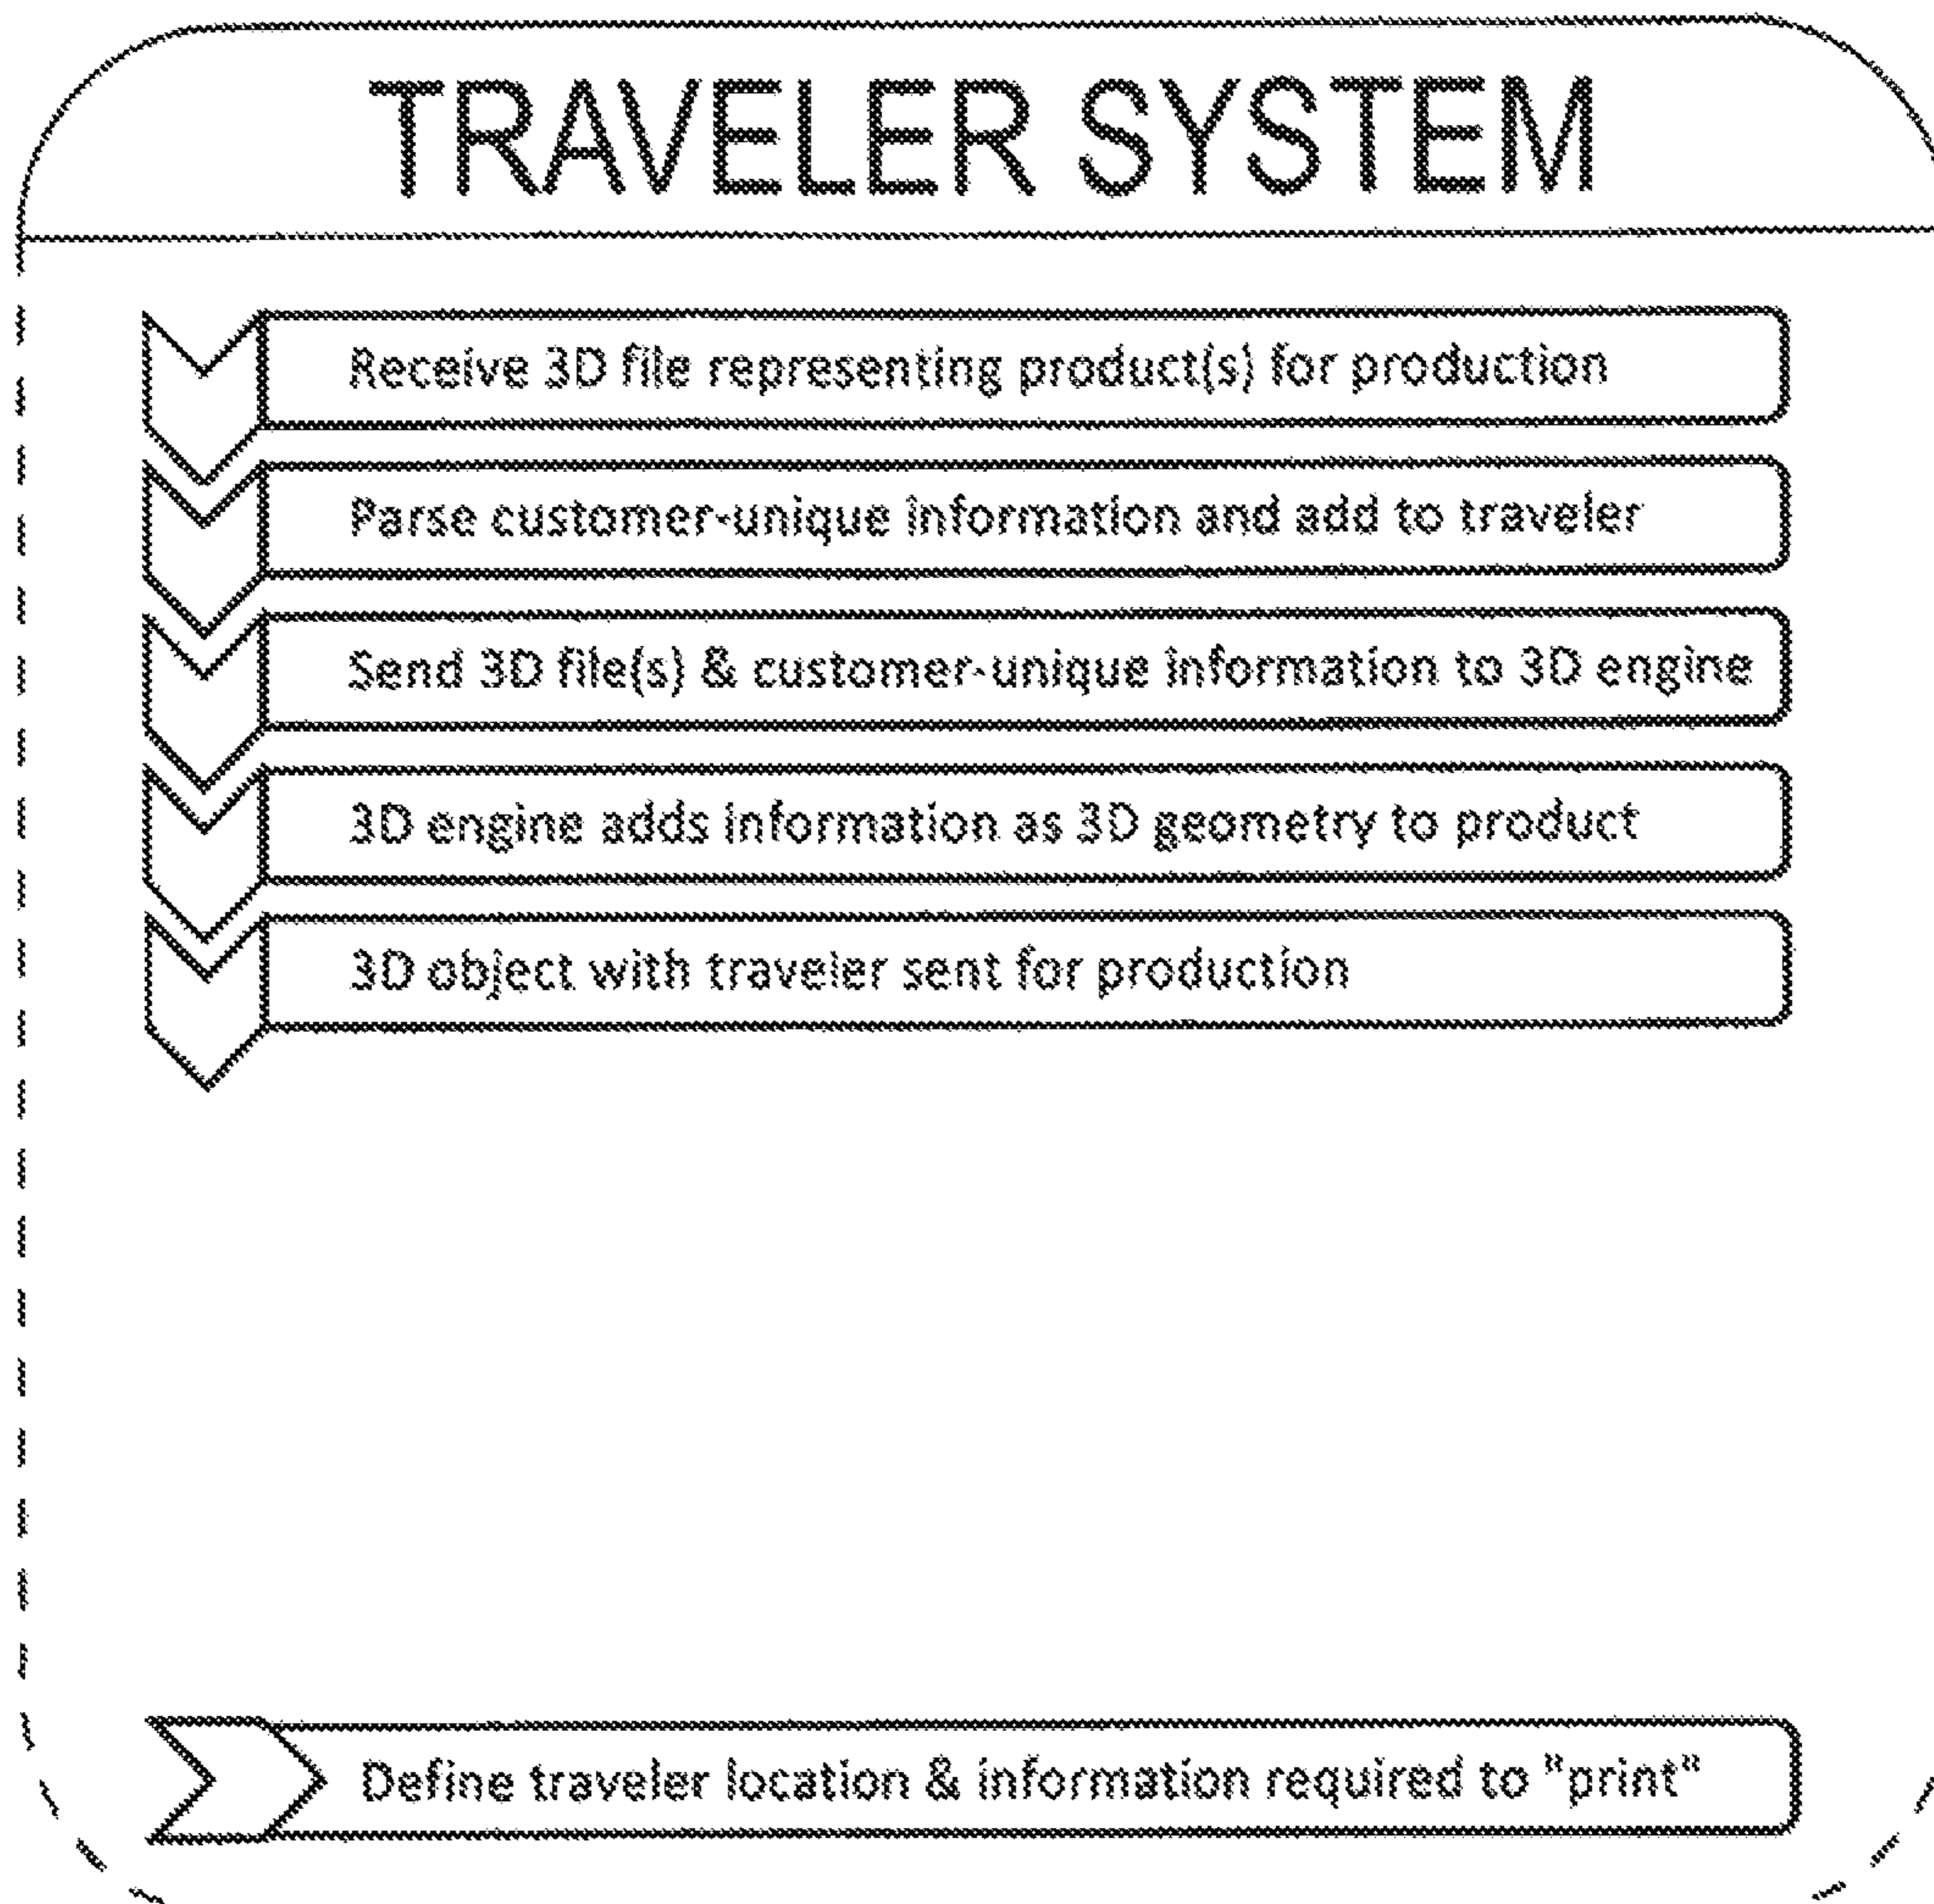 TRAVELER SYSTEM
Receive 3D file representing product(s) for production
Parse customer-unique information and add to traveler
Send 3D file(s) & customer-unique information to 3D engine
3D engine adds information as 3D geometry to product
3D object with traveler sent for production
Define traveler location & information required to "print"